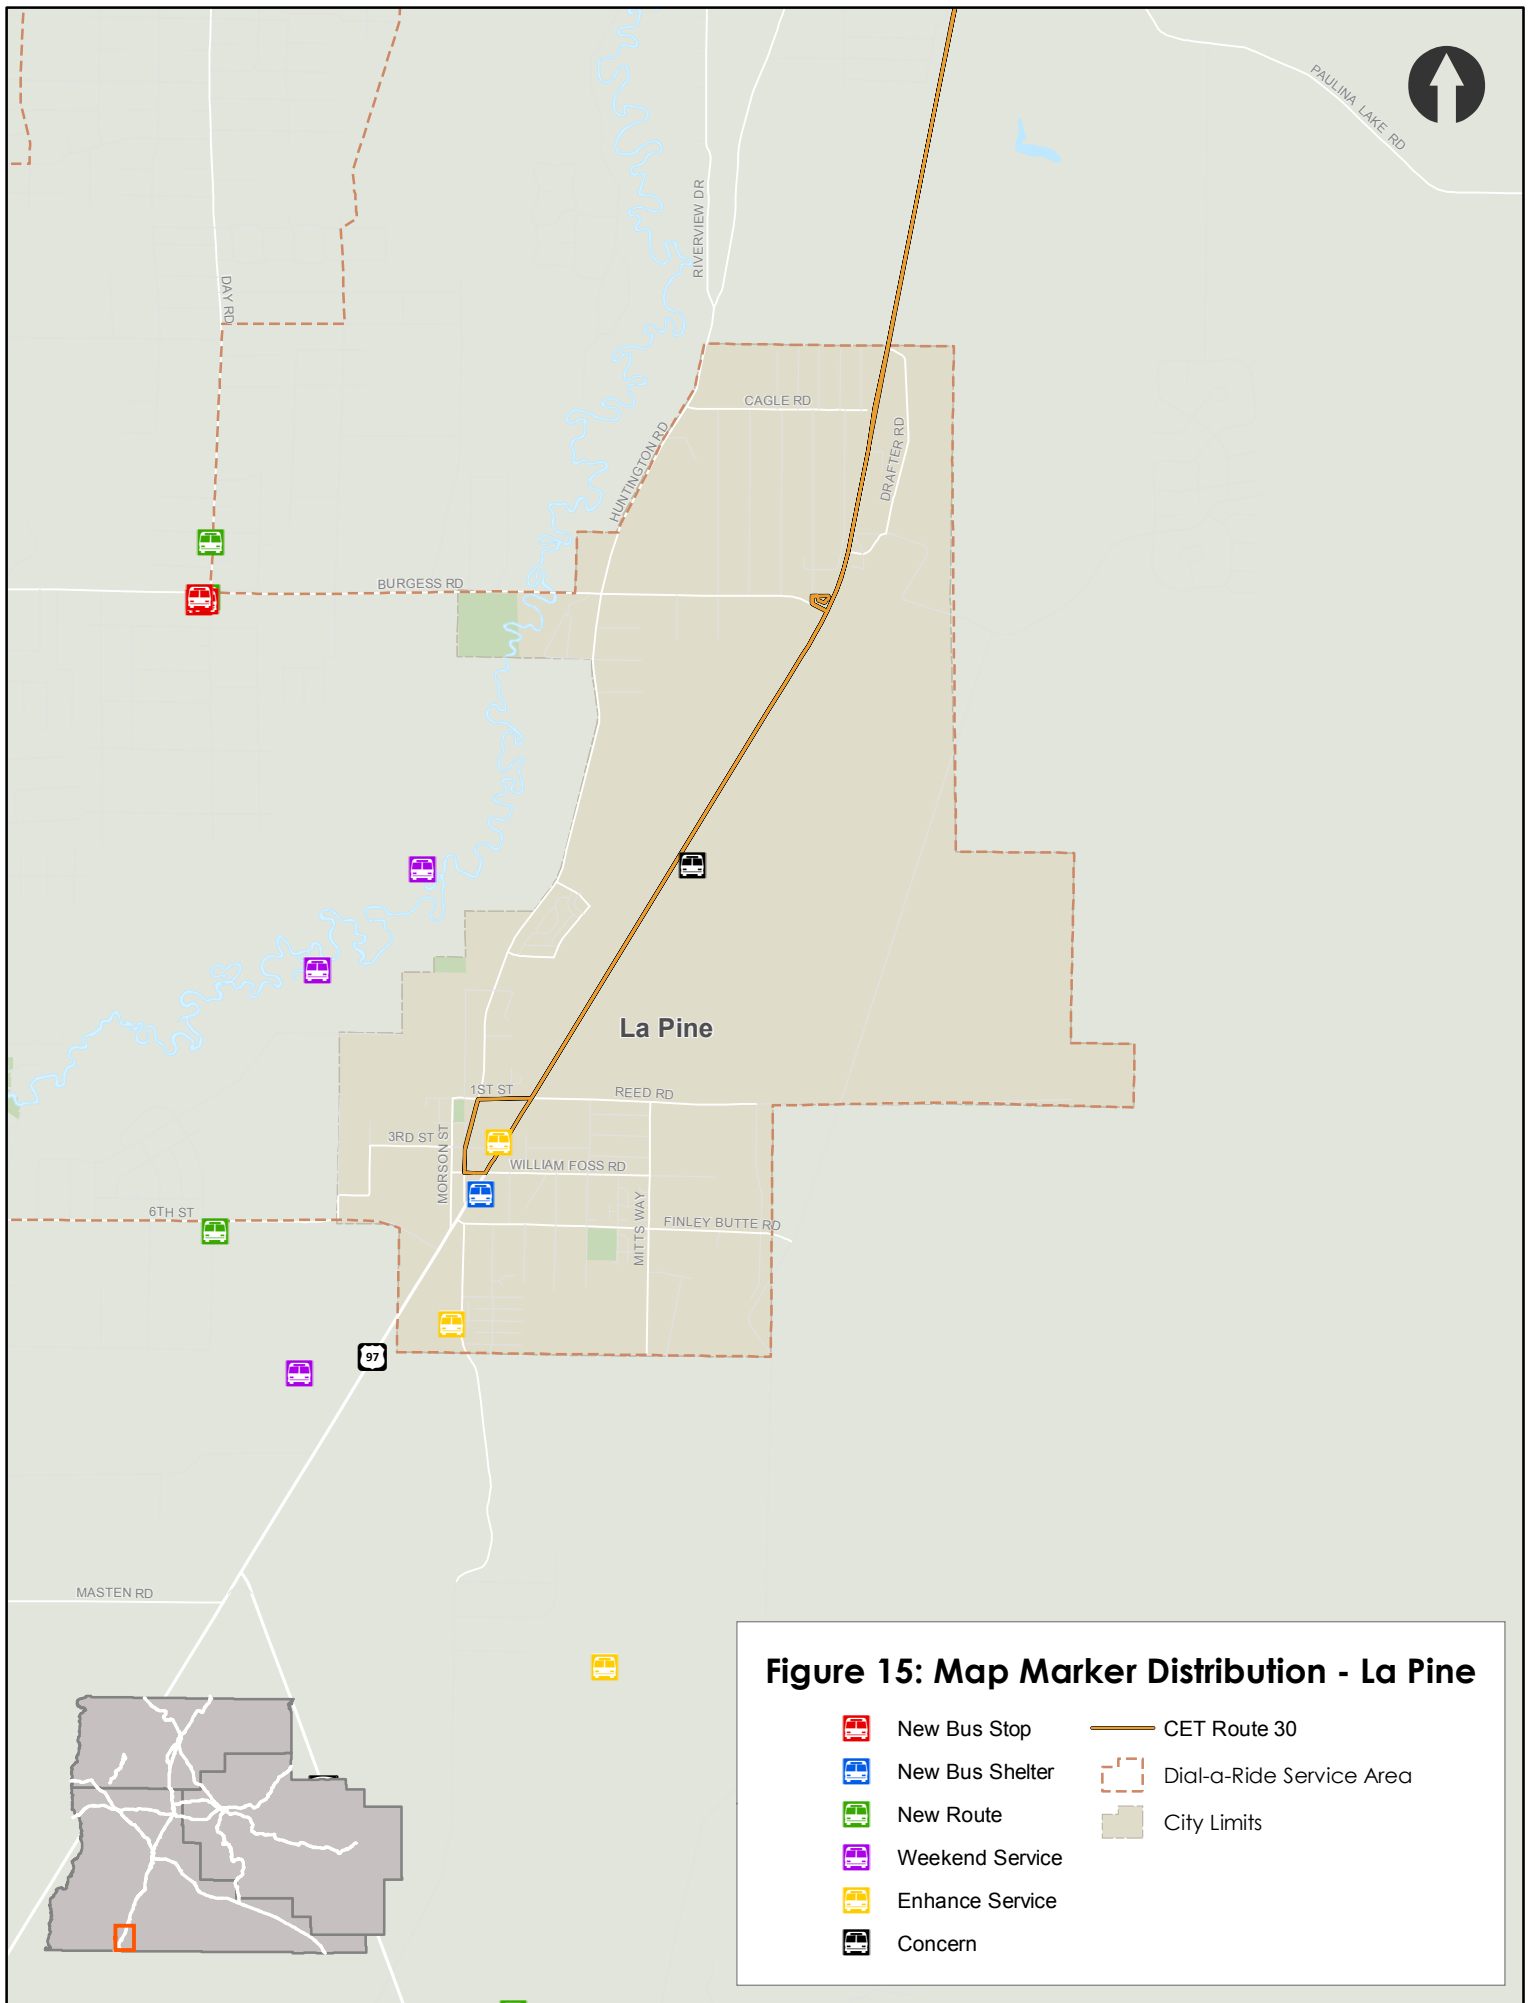 PAULINA LAKE RD
RIVERVIEW DR
DAY RD
CAGLE RD
HUNTINGTON RD
DRAFTER RD
BURGESS RD
La Pine
1ST ST
REED RD
3RD ST
MORSON ST
WILLIAM FOSS RD
6TH ST
MITTS WAY
FINLEY BUTTE RD
97
MASTEN RD
Figure 15: Map Marker Distribution - La Pine
New Bus Stop
New Bus Shelter
New Route
Weekend Service
Enhance Service
Concern
CET Route 30
Dial-a-Ride Service Area
City Limits